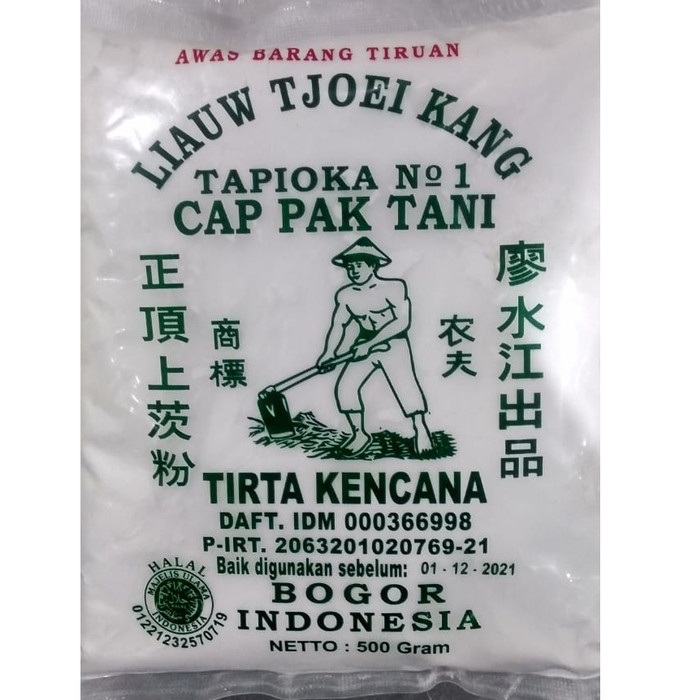 AWAS BARANG TIRUAN
LIAUW TJOEI KANG
TAPIOKA Nº 1
CAP PAK TANI
正頂上茨粉
商標
农夫
廖水江出品
TIRTA KENCANA
DAFT. IDM 000366998
P-IRT. 2063201020769-21
Baik digunakan sebelum: 01-12-2021
BOGOR
INDONESIA
NETTO : 500 Gram
HALAL
MAJELIS ULAMA
INDONESIA
01221232570719